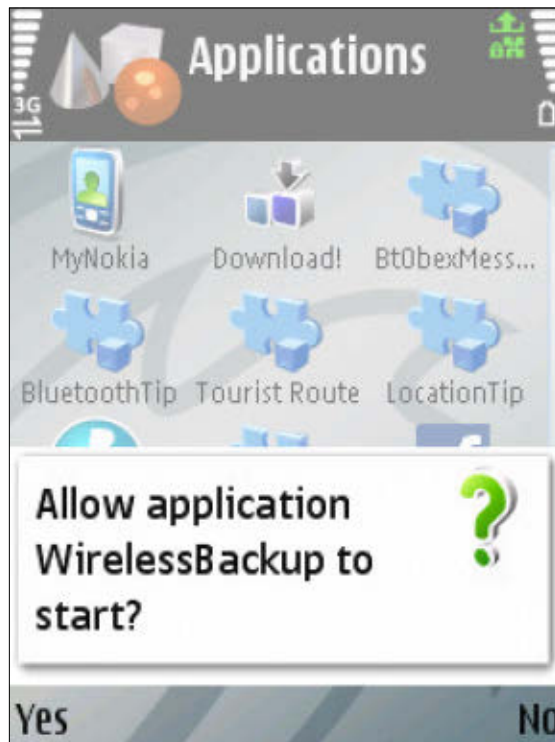 Applications
3G
MyNokia Download! BtObexMess...
BluetoothTip Tourist Route LocationTip
Allow application
WirelessBackup to
start?
Yes No